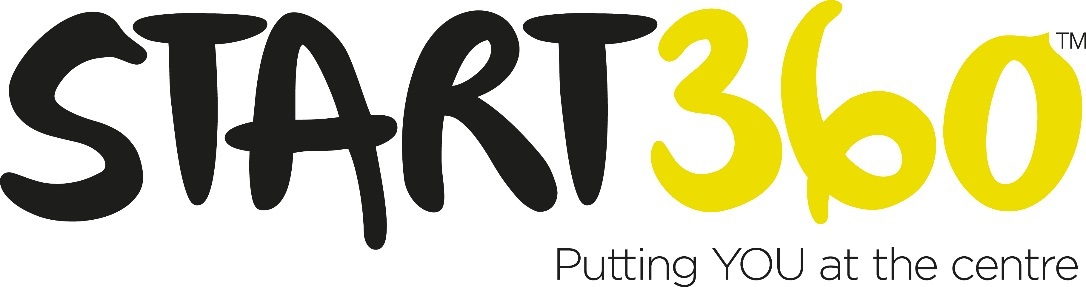 START360™
Putting YOU at the centre